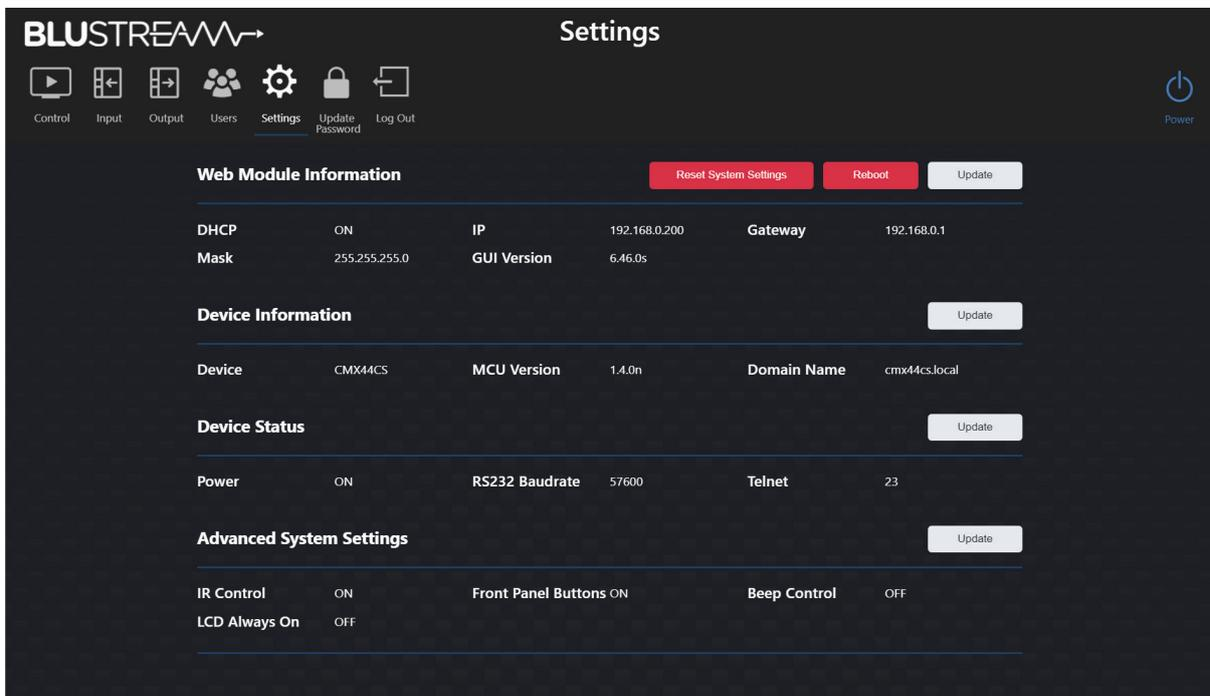 BLUSTREAM
Settings
Control Input Output Users Settings Update Password Log Out Power
Web Module Information Reset System Settings Reboot Update
DHCP ON IP 192.168.0.200 Gateway 192.168.0.1
Mask 255.255.255.0 GUI Version 6.46.0s
Device Information Update
Device CMX44CS MCU Version 1.4.0n Domain Name cmx44cs.local
Device Status Update
Power ON RS232 Baudrate 57600 Telnet 23
Advanced System Settings Update
IR Control ON Front Panel Buttons ON Beep Control OFF
LCD Always On OFF